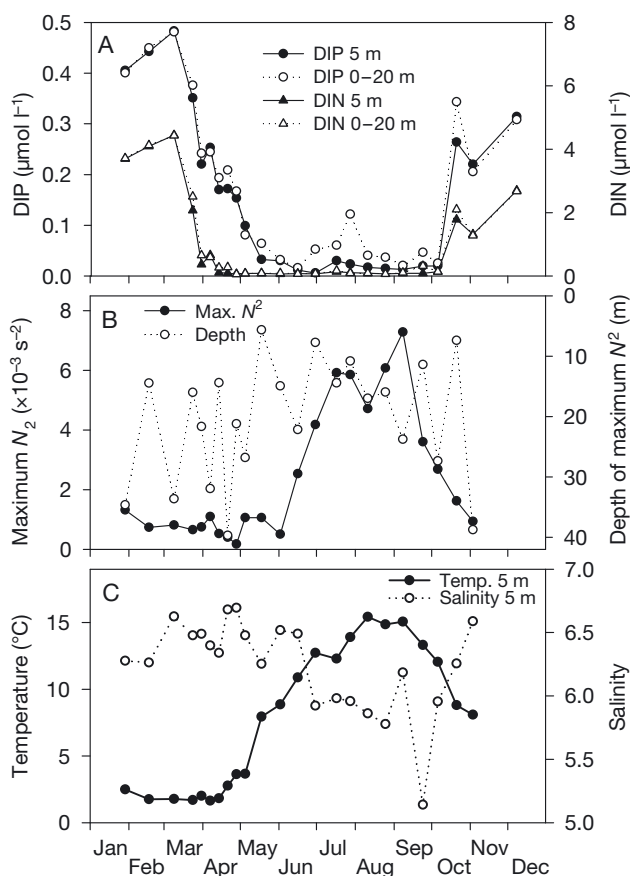 A
DIP 5 m
DIP 0–20 m
DIN 5 m
DIN 0–20 m
DIP (µmol l⁻¹)
0.5
0.4
0.3
0.2
0.1
0.0
DIN (µmol l⁻¹)
8
6
4
2
0
B
Max. N²
Depth
Maximum N₂ (×10⁻³ s⁻²)
8
6
4
2
0
Depth of maximum N² (m)
0
10
20
30
40
C
Temp. 5 m
Salinity 5 m
Temperature (°C)
15
10
5
0
Salinity
7.0
6.5
6.0
5.5
5.0
Jan Mar May Jul Sep Nov
Feb Apr Jun Aug Oct Dec